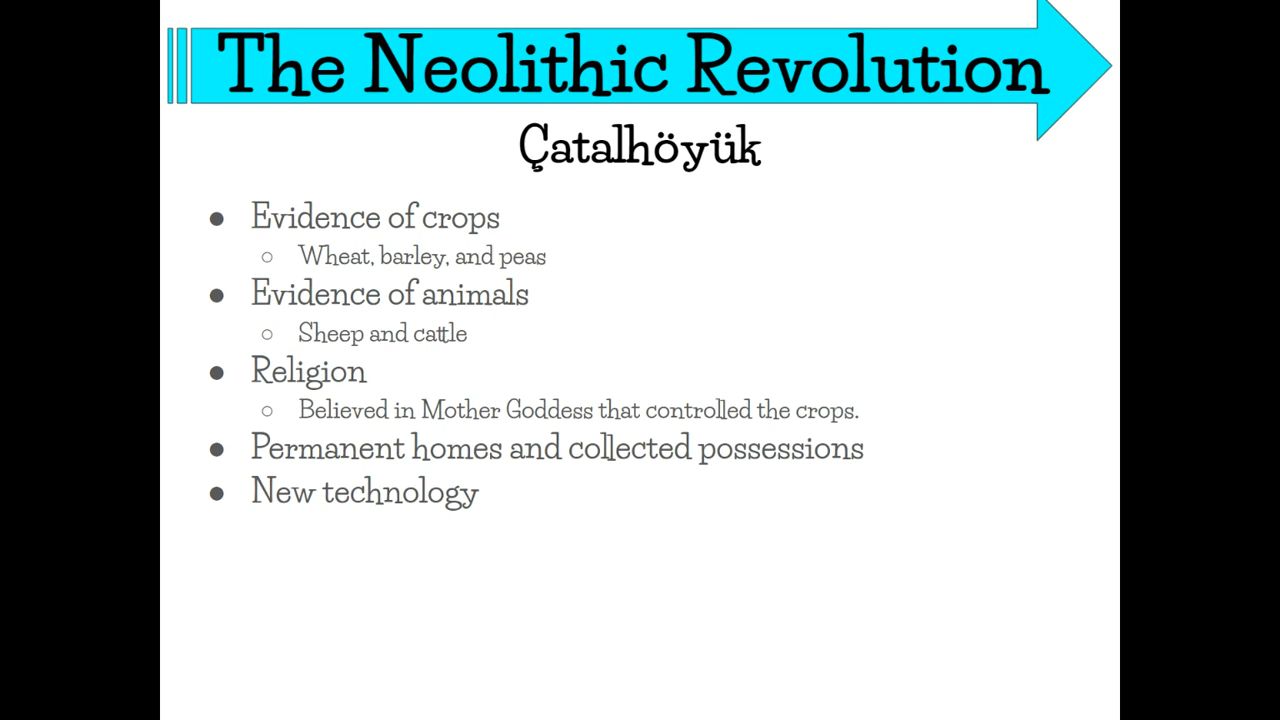 The Neolithic Revolution
Çatalhöyük
● Evidence of crops
○ Wheat, barley, and peas
● Evidence of animals
○ Sheep and cattle
● Religion
○ Believed in Mother Goddess that controlled the crops.
● Permanent homes and collected possessions
● New technology